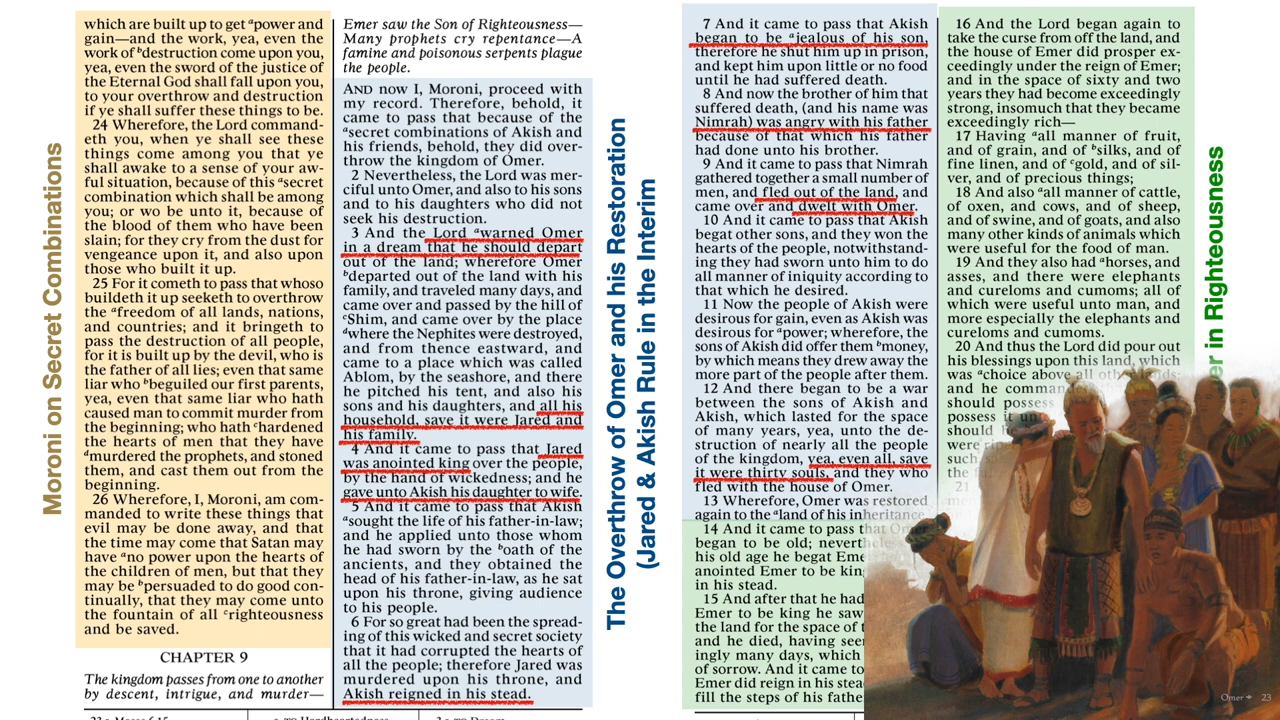 Moroni on Secret Combinations
which are built up to get ᵃpower and
gain—and the work, yea, even the
work of ᵇdestruction come upon you,
yea, even the sword of the justice of
the Eternal God shall fall upon you,
to your overthrow and destruction
if ye shall suffer these things to be.
24 Wherefore, the Lord command-
eth you, when ye shall see these
things come among you that ye
shall awake to a sense of your aw-
ful situation, because of this ᵃsecret
combination which shall be among
you; or wo be unto it, because of
the blood of them who have been
slain; for they cry from the dust for
vengeance upon it, and also upon
those who built it up.
25 For it cometh to pass that whoso
buildeth it up seeketh to overthrow
the ᵃfreedom of all lands, nations,
and countries; and it bringeth to
pass the destruction of all people,
for it is built up by the devil, who is
the father of all lies; even that same
liar who ᵇbeguiled our first parents,
yea, even that same liar who hath
caused man to commit murder from
the beginning; who hath ᶜhardened
the hearts of men that they have
ᵈmurdered the prophets, and stoned
them, and cast them out from the
beginning.
26 Wherefore, I, Moroni, am com-
manded to write these things that
evil may be done away, and that
the time may come that Satan may
have ᵃno power upon the hearts of
the children of men, but that they
may be ᵇpersuaded to do good con-
tinually, that they may come unto
the fountain of all ᶜrighteousness
and be saved.
CHAPTER 9
The kingdom passes from one to another
by descent, intrigue, and murder—
Emer saw the Son of Righteousness—
Many prophets cry repentance—A
famine and poisonous serpents plague
the people.
AND now I, Moroni, proceed with
my record. Therefore, behold, it
came to pass that because of the
ᵃsecret combinations of Akish and
his friends, behold, they did over-
throw the kingdom of Omer.
2 Nevertheless, the Lord was mer-
ciful unto Omer, and also to his sons
and to his daughters who did not
seek his destruction.
3 And the Lord ᵃwarned Omer
in a dream that he should depart
out of the land; wherefore Omer
ᵇdeparted out of the land with his
family, and traveled many days, and
came over and passed by the hill of
ᶜShim, and came over by the place
ᵈwhere the Nephites were destroyed,
and from thence eastward, and
came to a place which was called
Ablom, by the seashore, and there
he pitched his tent, and also his
sons and his daughters, and all his
household, save it were Jared and
his family.
4 And it came to pass that Jared
was anointed king over the people,
by the hand of wickedness; and he
gave unto Akish his daughter to wife.
5 And it came to pass that Akish
ᵃsought the life of his father-in-law;
and he applied unto those whom
he had sworn by the ᵇoath of the
ancients, and they obtained the
head of his father-in-law, as he sat
upon his throne, giving audience
to his people.
6 For so great had been the spread-
ing of this wicked and secret society
that it had corrupted the hearts of
all the people; therefore Jared was
murdered upon his throne, and
Akish reigned in his stead.
The Overthrow of Omer and his Restoration
(Jared & Akish Rule in the Interim
7 And it came to pass that Akish
began to be ᵃjealous of his son,
therefore he shut him up in prison,
and kept him upon little or no food
until he had suffered death.
8 And now the brother of him that
suffered death, (and his name was
Nimrah) was angry with his father
because of that which his father
had done unto his brother.
9 And it came to pass that Nimrah
gathered together a small number of
men, and fled out of the land, and
came over and dwelt with Omer.
10 And it came to pass that Akish
begat other sons, and they won the
hearts of the people, notwithstand-
ing they had sworn unto him to do
all manner of iniquity according to
that which he desired.
11 Now the people of Akish were
desirous for gain, even as Akish was
desirous for ᵃpower; wherefore, the
sons of Akish did offer them ᵇmoney,
by which means they drew away the
more part of the people after them.
12 And there began to be a war
between the sons of Akish and
Akish, which lasted for the space
of many years, yea, unto the de-
struction of nearly all the people
of the kingdom, yea, even all, save
it were thirty souls, and they who
fled with the house of Omer.
13 Wherefore, Omer was restored
again to the ᵃland of his inheritance
14 And it came to pass that Omer
began to be old;
his old age he begat
anointed Emer to be king
in his stead.
15 And after that he had
Emer to be king he saw
the land for the space of
and he died, having
ingly many days, which
of sorrow. And it came to
Emer did reign in his
fill the steps of his
16 And the Lord began again to
take the curse from off the land, and
the house of Emer did prosper ex-
ceedingly under the reign of Emer;
and in the space of sixty and two
years they had become exceedingly
strong, insomuch that they became
exceedingly rich—
17 Having ᵃall manner of fruit,
and of grain, and of ᵇsilks, and of
fine linen, and of ᶜgold, and of sil-
ver, and of precious things;
18 And also ᵃall manner of cattle,
of oxen, and cows, and of sheep,
and of swine, and of goats, and also
many other kinds of animals which
were useful for the food of man.
19 And they also had ᵃhorses, and
asses, and there were elephants
and cureloms and cumoms; all of
which were useful unto man, and
more especially the elephants and
cureloms and cumoms.
20 And thus the Lord did pour out
his blessings upon this land, which
was ᵃchoice above all
and he
should possess
possess it
should
were
such
the
21
in Righteousness
Omer
23